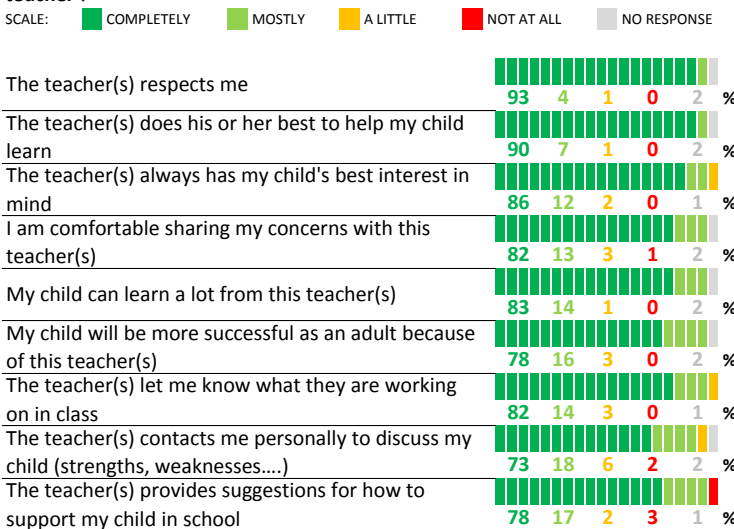 SCALE: COMPLETELY MOSTLY A LITTLE NOT AT ALL NO RESPONSE
The teacher(s) respects me
93 4 1 0 2 %
The teacher(s) does his or her best to help my child
learn
90 7 1 0 2 %
The teacher(s) always has my child's best interest in
mind
86 12 2 0 1 %
I am comfortable sharing my concerns with this
teacher(s)
82 13 3 1 2 %
My child can learn a lot from this teacher(s)
83 14 1 0 2 %
My child will be more successful as an adult because
of this teacher(s)
78 16 3 0 2 %
The teacher(s) let me know what they are working
on in class
82 14 3 0 1 %
The teacher(s) contacts me personally to discuss my
child (strengths, weaknesses....)
73 18 6 2 2 %
The teacher(s) provides suggestions for how to
support my child in school
78 17 2 3 1 %